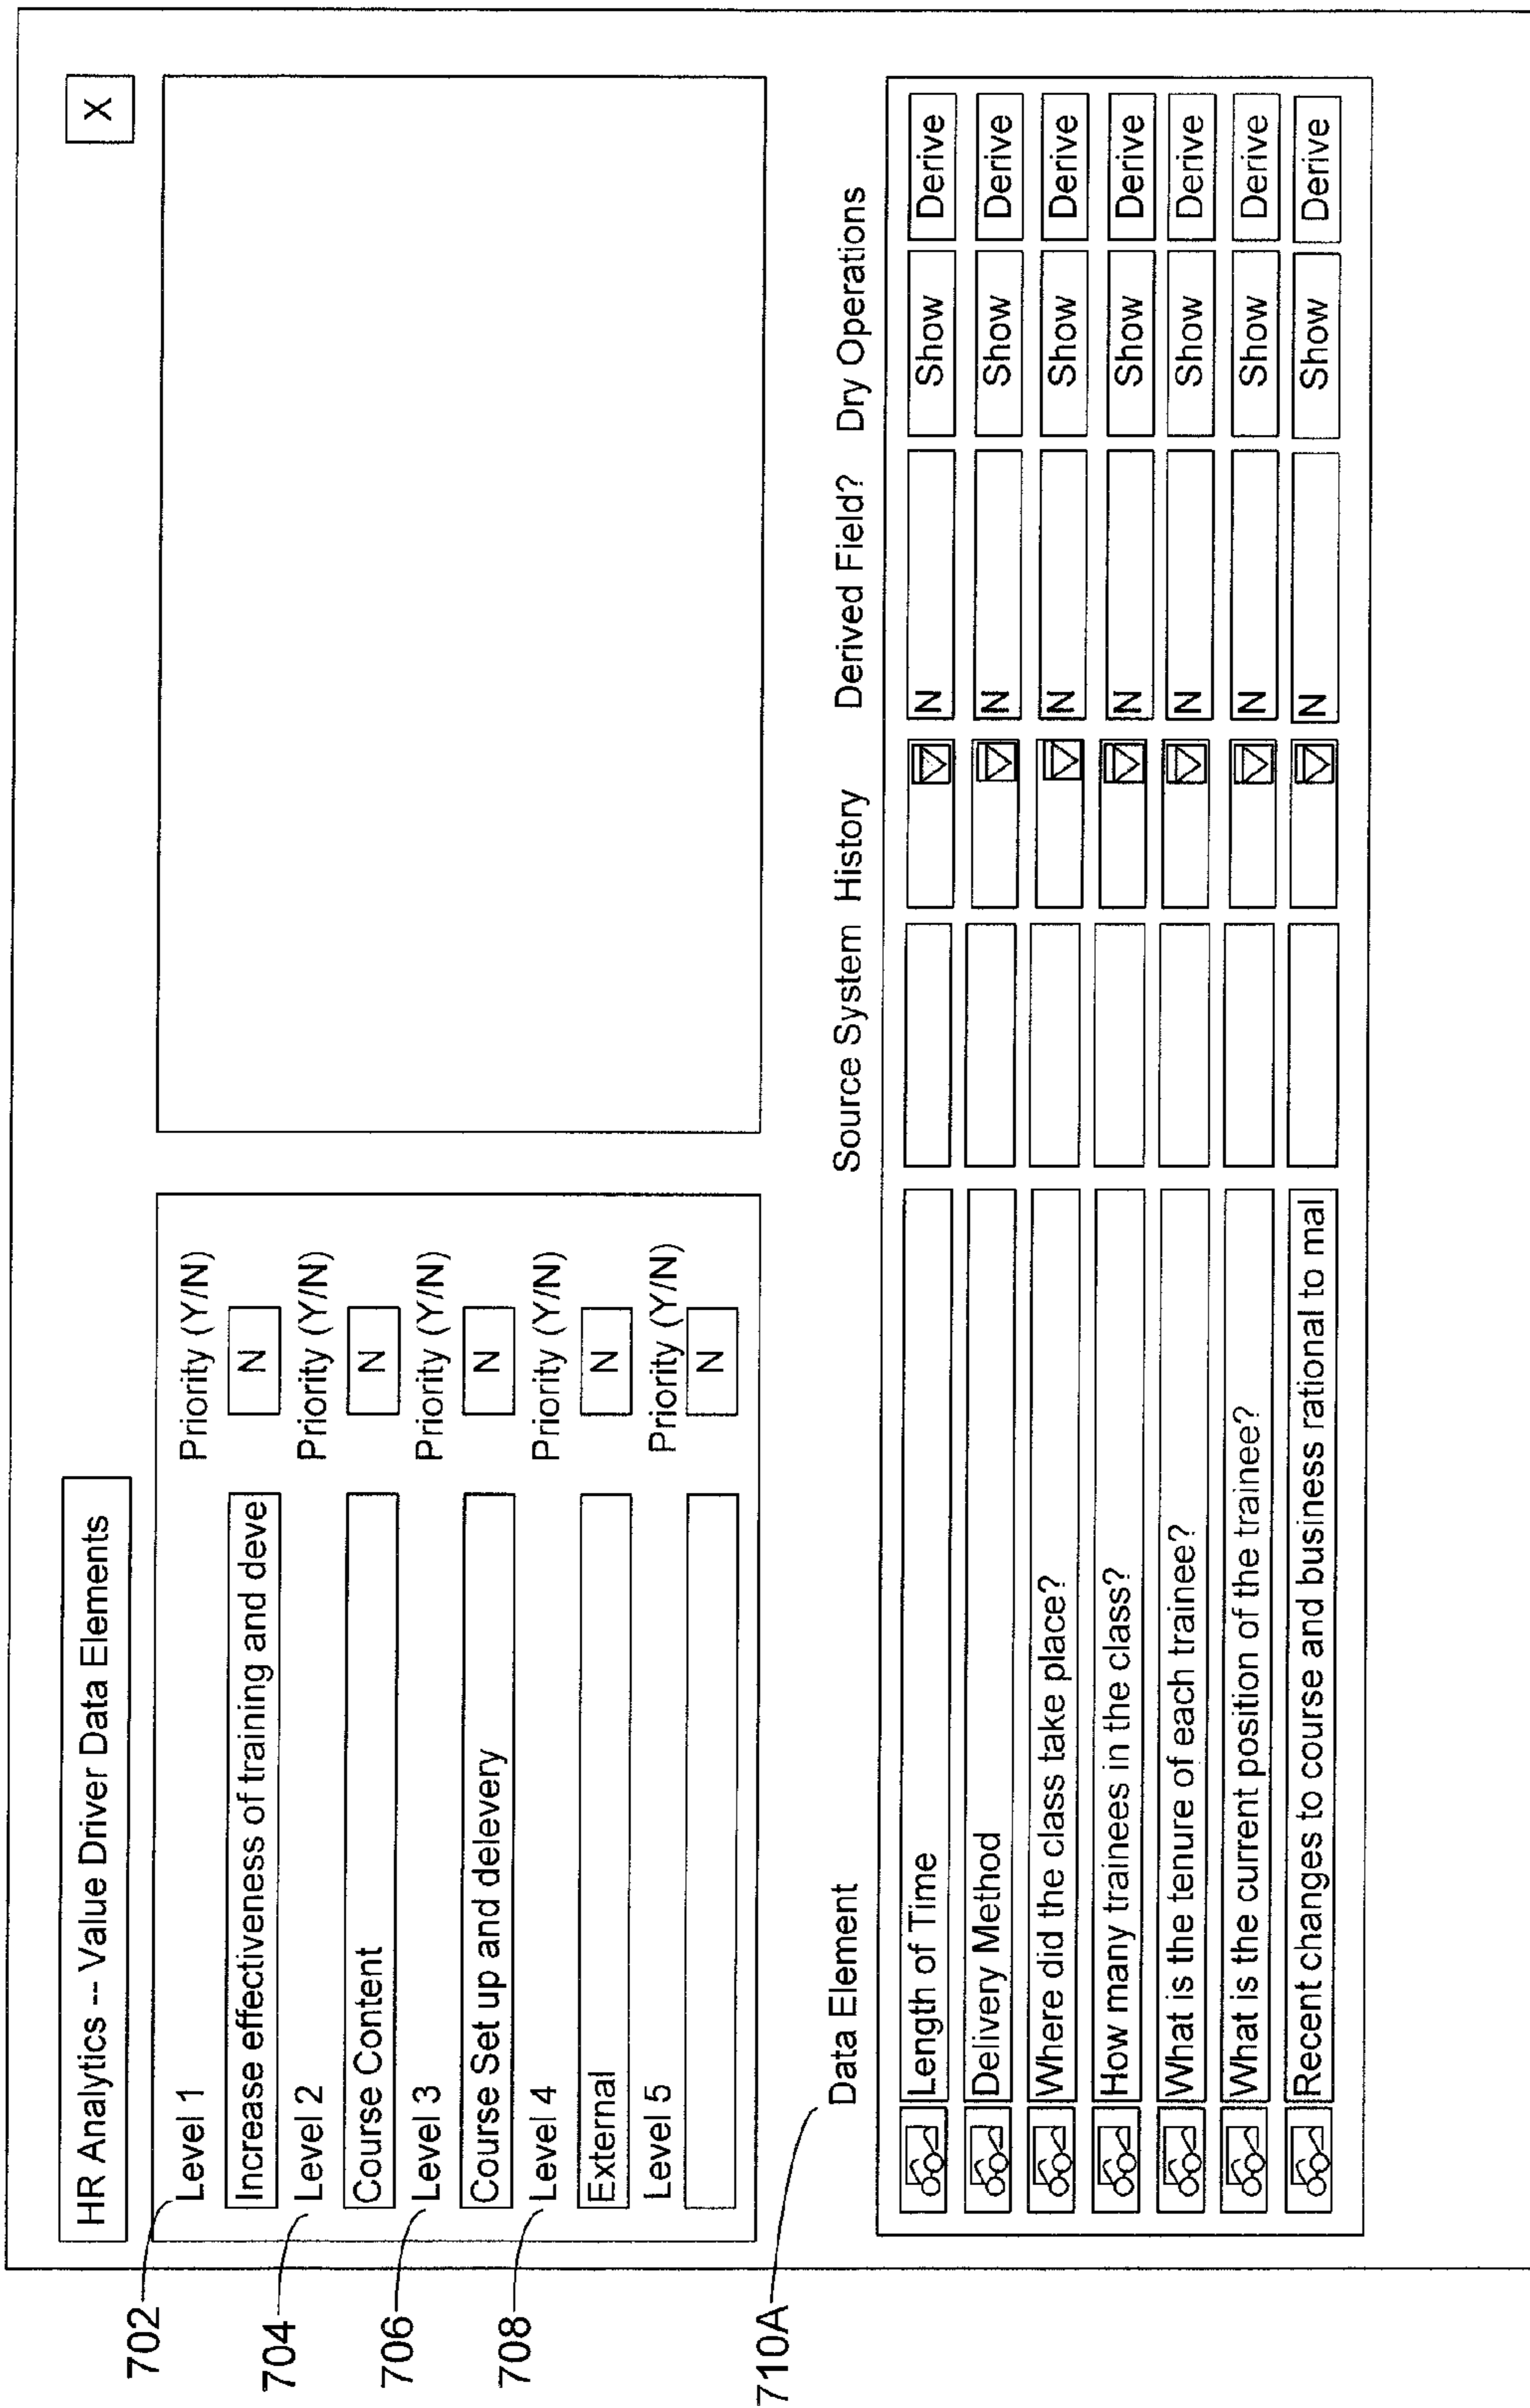 HR Analytics -- Value Driver Data Elements
X
702
Level 1
Priority (Y/N)
Increase effectiveness of training and deve
N
704
Level 2
Priority (Y/N)
Course Content
N
706
Level 3
Priority (Y/N)
Course Set up and delevery
N
708
Level 4
Priority (Y/N)
External
N
Level 5
Priority (Y/N)
N
710A
Data Element Source System History Derived Field? Dry Operations
Length of Time N Show Derive
Delivery Method N Show Derive
Where did the class take place? N Show Derive
How many trainees in the class? N Show Derive
What is the tenure of each trainee? N Show Derive
What is the current position of the trainee? N Show Derive
Recent changes to course and business rational to mal N Show Derive